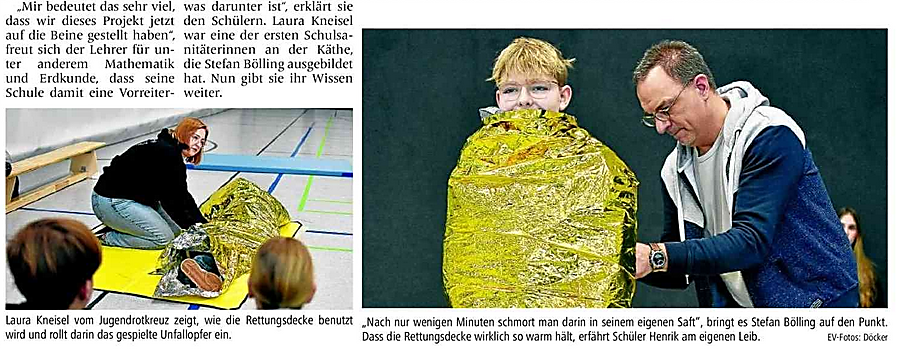 „Mir bedeutet das sehr viel,
dass wir dieses Projekt jetzt
auf die Beine gestellt haben“,
freut sich der Lehrer für un-
ter anderem Mathematik
und Erdkunde, dass seine
Schule damit eine Vorreiter-
was darunter ist“, erklärt sie
den Schülern. Laura Kneisel
war eine der ersten Schulsa-
nitäterinnen an der Käthe,
die Stefan Bölling ausgebildet
hat. Nun gibt sie ihr Wissen
weiter.
Laura Kneisel vom Jugendrotkreuz zeigt, wie die Rettungsdecke benutzt
wird und rollt darin das gespielte Unfallopfer ein.
„Nach nur wenigen Minuten schmort man darin in seinem eigenen Saft“, bringt es Stefan Bölling auf den Punkt.
Dass die Rettungsdecke wirklich so warm hält, erfährt Schüler Henrik am eigenen Leib.
EV-Fotos: Döcker